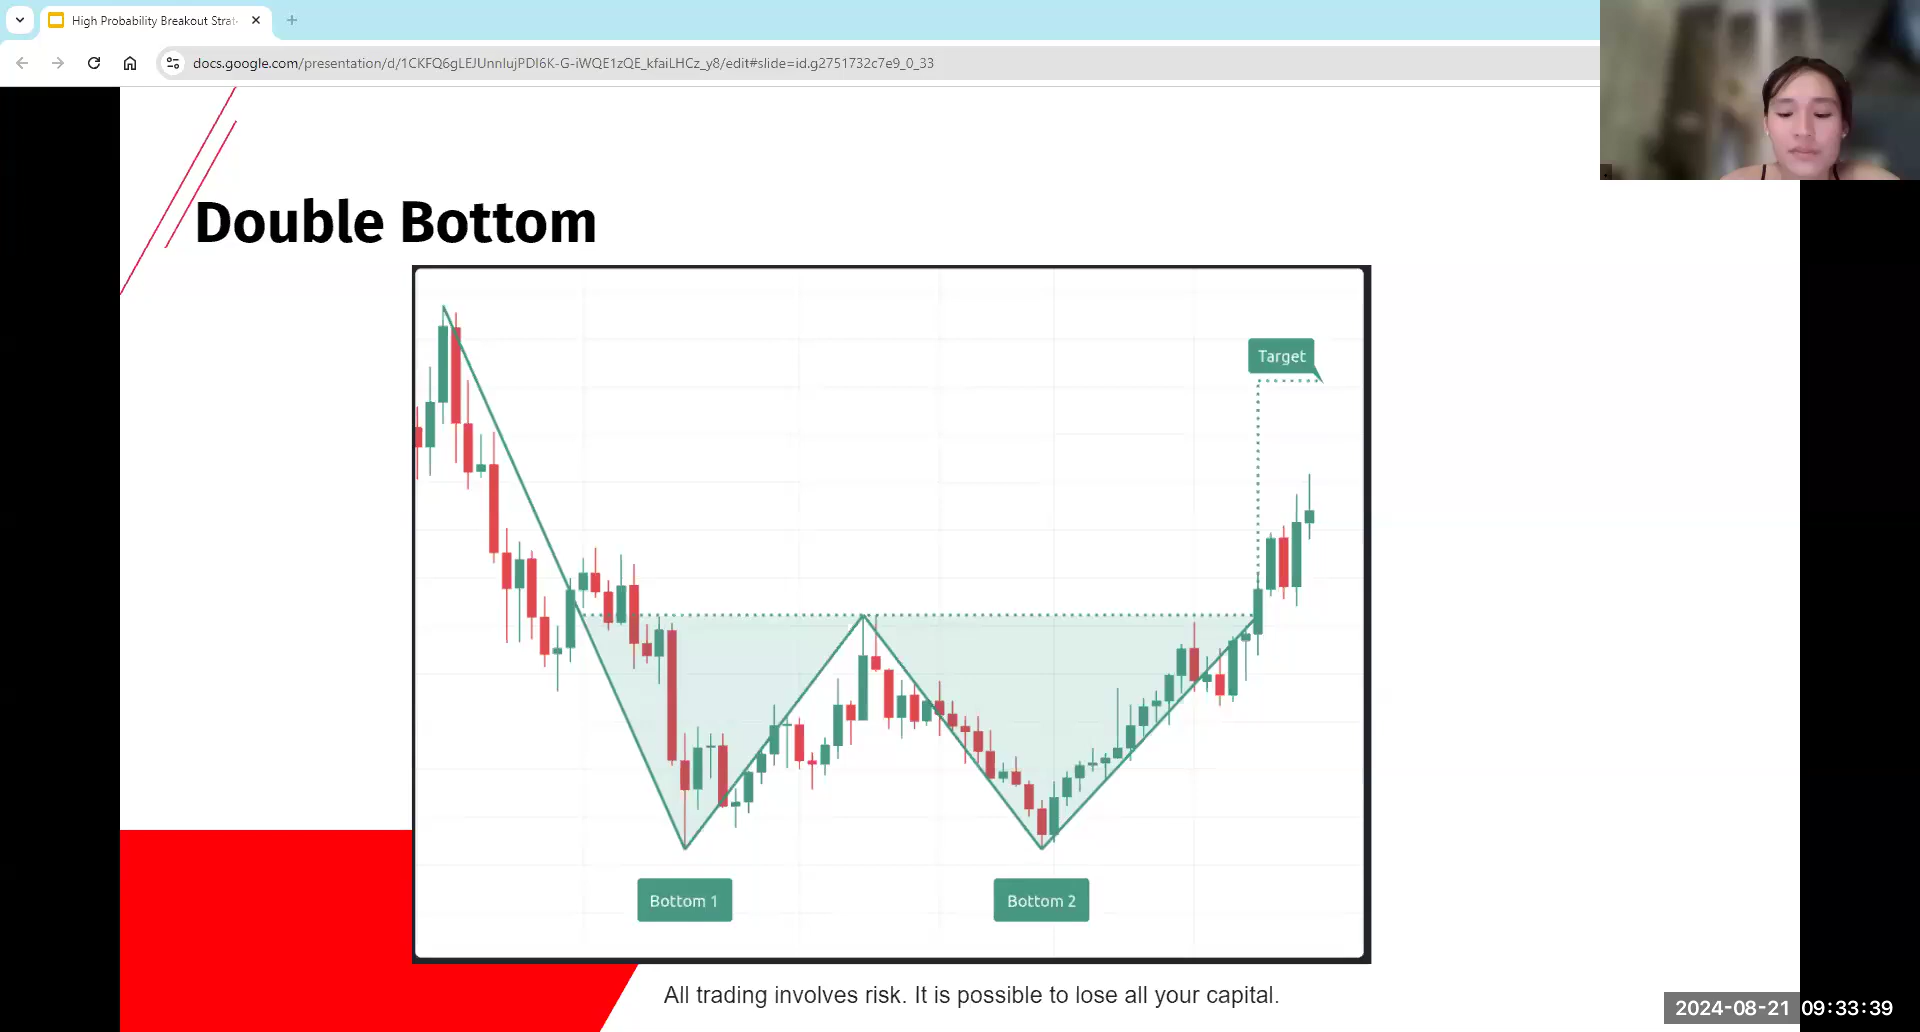 High Probability Breakout Strat
docs.google.com/presentation/d/1CKFQ6gLEJUnnIujPDI6K-G-iWQE1zQE_kfaiLHCz_y8/edit#slide=id.g2751732c7e9_0_33
Double Bottom
Target
Bottom 1
Bottom 2
All trading involves risk. It is possible to lose all your capital.
2024-08-21 09:33:39